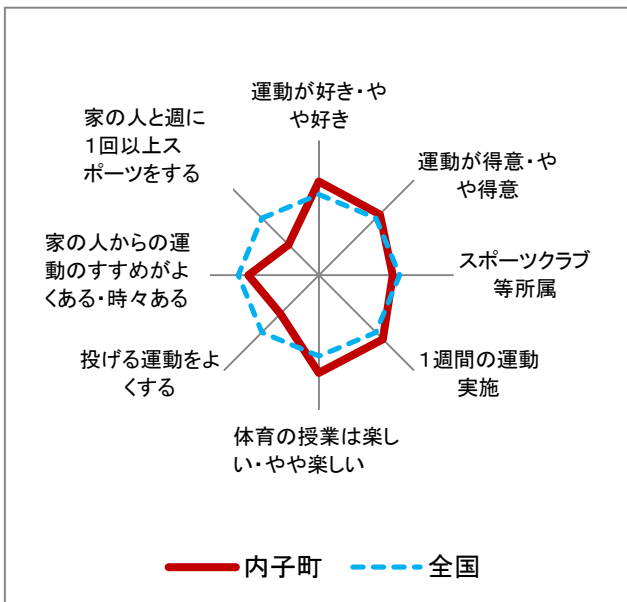 運動が好き・や
や好き
運動が得意・や
や得意
スポーツクラブ
等所属
１週間の運動
実施
体育の授業は楽し
い・やや楽しい
投げる運動をよ
くする
家の人からの運
動のすすめがよ
くある・時々ある
家の人と週に
１回以上ス
ポーツをする
内子町
全国